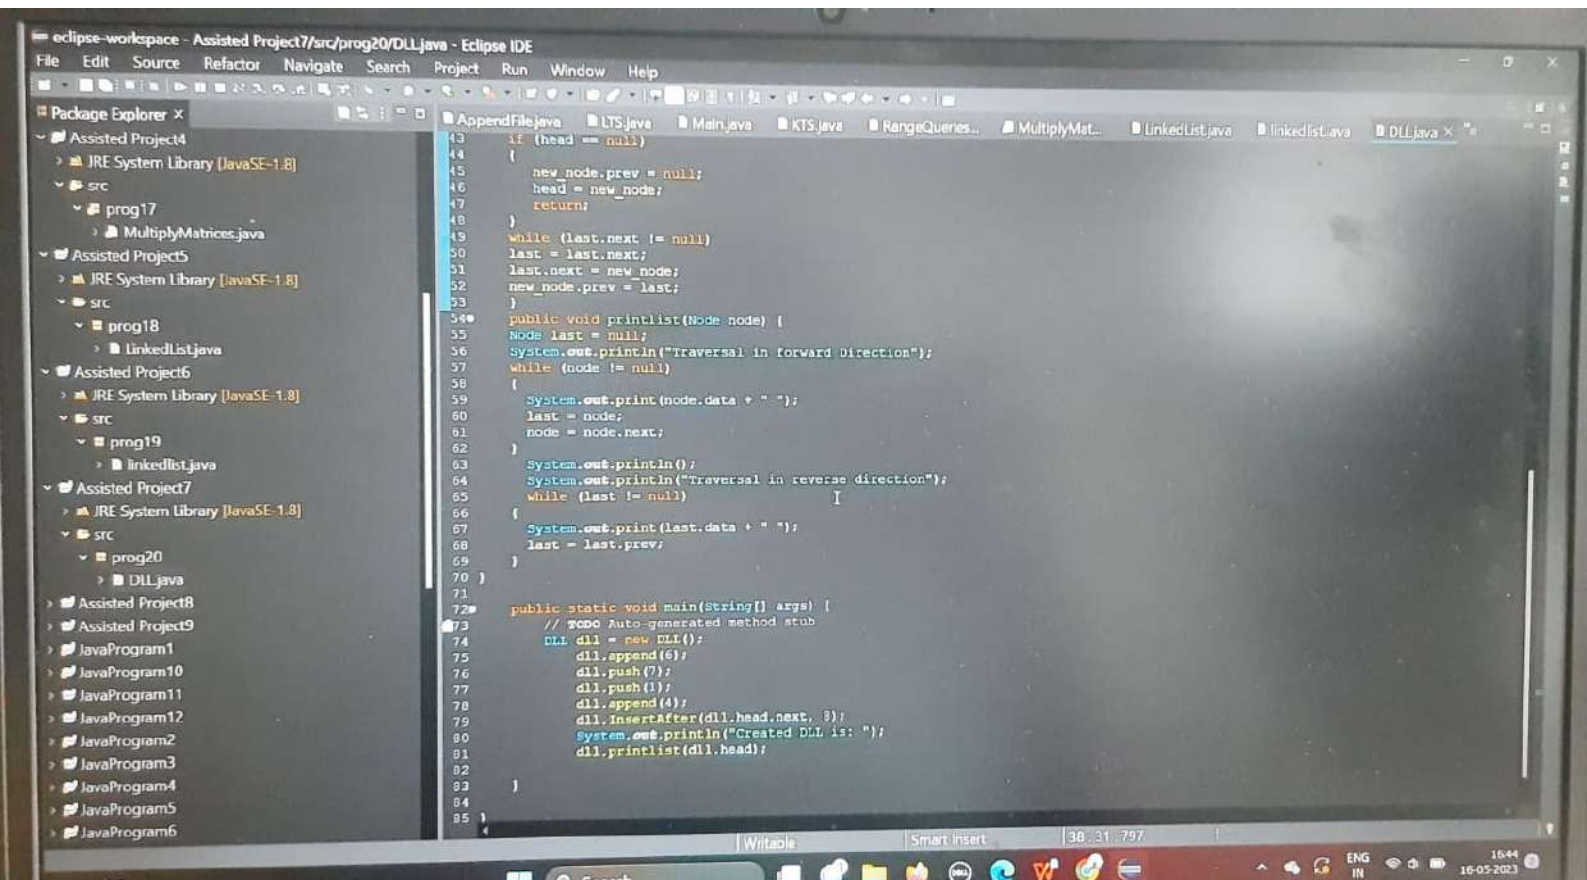 eclipse-workspace - Assisted Project7/src/prog20/DLL.java - Eclipse IDE
File Edit Source Refactor Navigate Search Project Run Window Help
Package Explorer
AppendFile.java LTS.java Main.java KTS.java RangeQueries... MultiplyMat... LinkedList.java linkedlist.java DLL.java
Assisted Project4
JRE System Library [JavaSE-1.8]
src
prog17
MultiplyMatrices.java
Assisted Project5
JRE System Library [JavaSE-1.8]
src
prog18
LinkedList.java
Assisted Project6
JRE System Library [JavaSE-1.8]
src
prog19
linkedlist.java
Assisted Project7
JRE System Library [JavaSE-1.8]
src
prog20
DLL.java
Assisted Project8
Assisted Project9
JavaProgram1
JavaProgram10
JavaProgram11
JavaProgram12
JavaProgram2
JavaProgram3
JavaProgram4
JavaProgram5
JavaProgram6
43 if (head == null)
44 {
45 new_node.prev = null;
46 head = new_node;
47 return;
48 }
49 while (last.next != null)
50 last = last.next;
51 last.next = new_node;
52 new_node.prev = last;
53 }
54 public void printlist(Node node) {
55 Node last = null;
56 System.out.println("Traversal in forward Direction");
57 while (node != null)
58 {
59 System.out.print(node.data + " ");
60 last = node;
61 node = node.next;
62 }
63 System.out.println();
64 System.out.println("Traversal in reverse direction");
65 while (last != null)
66 {
67 System.out.print(last.data + " ");
68 last = last.prev;
69 }
70 }
71
72 public static void main(String[] args) {
73 // TODO Auto-generated method stub
74 DLL dll = new DLL();
75 dll.append(6);
76 dll.push(7);
77 dll.push(1);
78 dll.append(4);
79 dll.InsertAfter(dll.head.next, 8);
80 System.out.println("Created DLL is: ");
81 dll.printlist(dll.head);
82
83 }
84
85 }
Writable Smart Insert 38 : 31 : 797
DELL
ENG
IN
16:44
16-05-2023